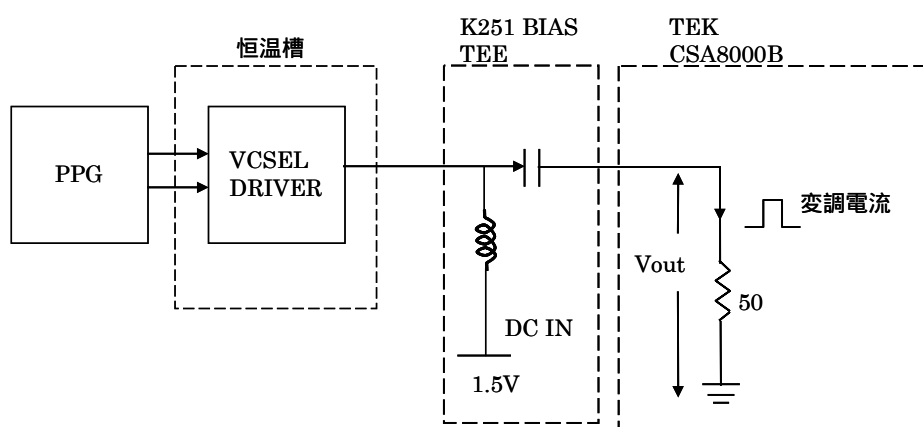 恒温槽
K251 BIAS
TEE
TEK
CSA8000B
PPG
VCSEL
DRIVER
変調電流
Vout
50
DC IN
1.5V